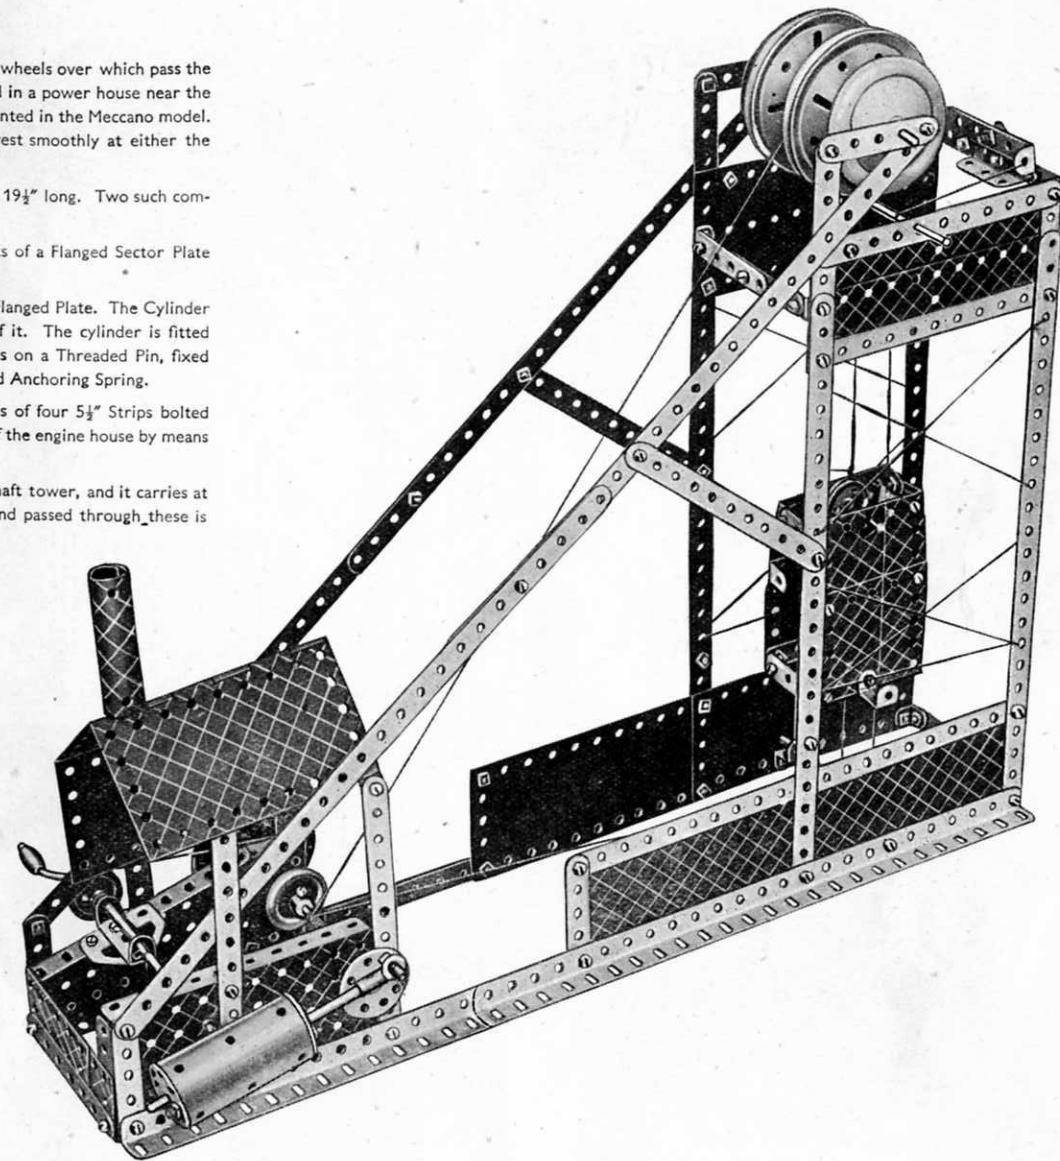 wheels over which pass the
in a power house near the
nted in the Meccano model.
est smoothly at either the
19½" long. Two such com-
s of a Flanged Sector Plate
langed Plate. The Cylinder
f it. The cylinder is fitted
s on a Threaded Pin, fixed
d Anchoring Spring.
s of four 5½" Strips bolted
f the engine house by means
aft tower, and it carries at
nd passed through these is